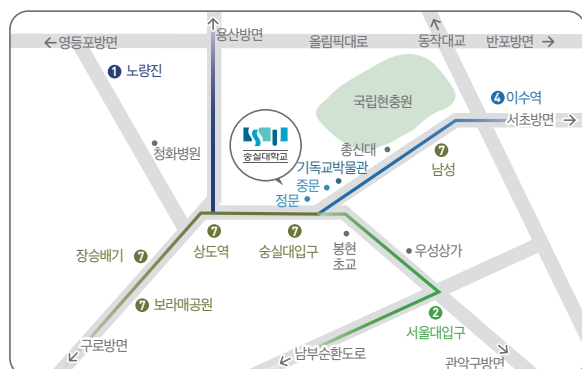 용산방면
영등포방면
올림픽대로
동작대교
반포방면
1 노량진
국립현충원
4 이수역
서초방면
청화병원
숭실대학교
총신대
7
남성
기독교박물관
중문
정문
장승배기 7
7
상도역
7
숭실대입구
봉현
초교
우성상가
7 보라매공원
2
서울대입구
구로방면
남부순환도로
관악구방면